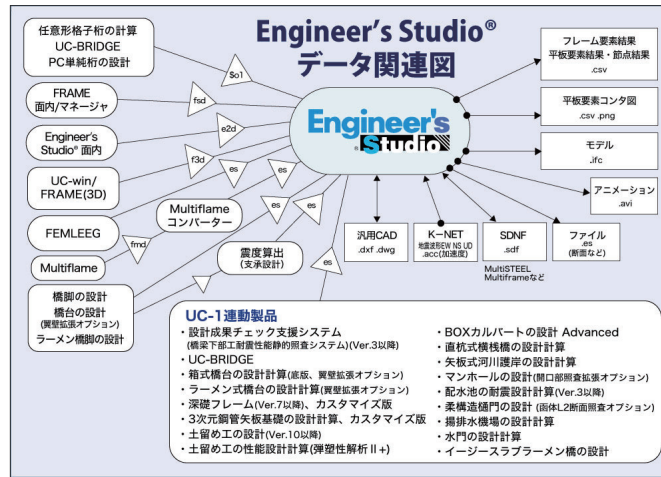 Engineer's Studio®
データ関連図
任意形格子桁の計算
UC-BRIDGE
PC単純桁の設計
$o1
FRAME
面内/マネージャ
fsd
Engineer's
Studio® 面内
e2d
UC-win/
FRAME(3D)
f3d
FEMLEEG
es
Multiflame
fmd
Multiflame
コンバーター
es
橋脚の設計
橋台の設計
(翼壁拡張オプション)
ラーメン橋脚の設計
es
震度算出
(支承設計)
es
es
Engineer's
Studio
フレーム要素結果
平板要素結果・節点結果
.csv
平板要素コンタ図
.csv .png
モデル
.ifc
アニメーション
.avi
汎用CAD
.dxf .dwg
K-NET
地震波形EW NS UD
.acc(加速度)
SDNF
.sdf
MultiSTEEL
Multiframeなど
ファイル
.es
(断面など)
UC-1連動製品
・設計成果チェック支援システム
(橋梁下部工耐震性能静的照査システム)(Ver.3以降)
・UC-BRIDGE
・箱式橋台の設計計算(底版、翼壁拡張オプション)
・ラーメン式橋台の設計計算(翼壁拡張オプション)
・深礎フレーム(Ver.7以降)、カスタマイズ版
・3次元鋼管矢板基礎の設計計算、カスタマイズ版
・土留め工の設計(Ver.10以降)
・土留め工の性能設計計算(弾塑性解析Ⅱ+)
・BOXカルバートの設計 Advanced
・直杭式横桟橋の設計計算
・矢板式河川護岸の設計計算
・マンホールの設計(開口部照査拡張オプション)
・配水池の耐震設計計算(Ver.3以降)
・柔構造樋門の設計(函体L2断面照査オプション)
・揚排水機場の設計計算
・水門の設計計算
・イージースラブラーメン橋の設計